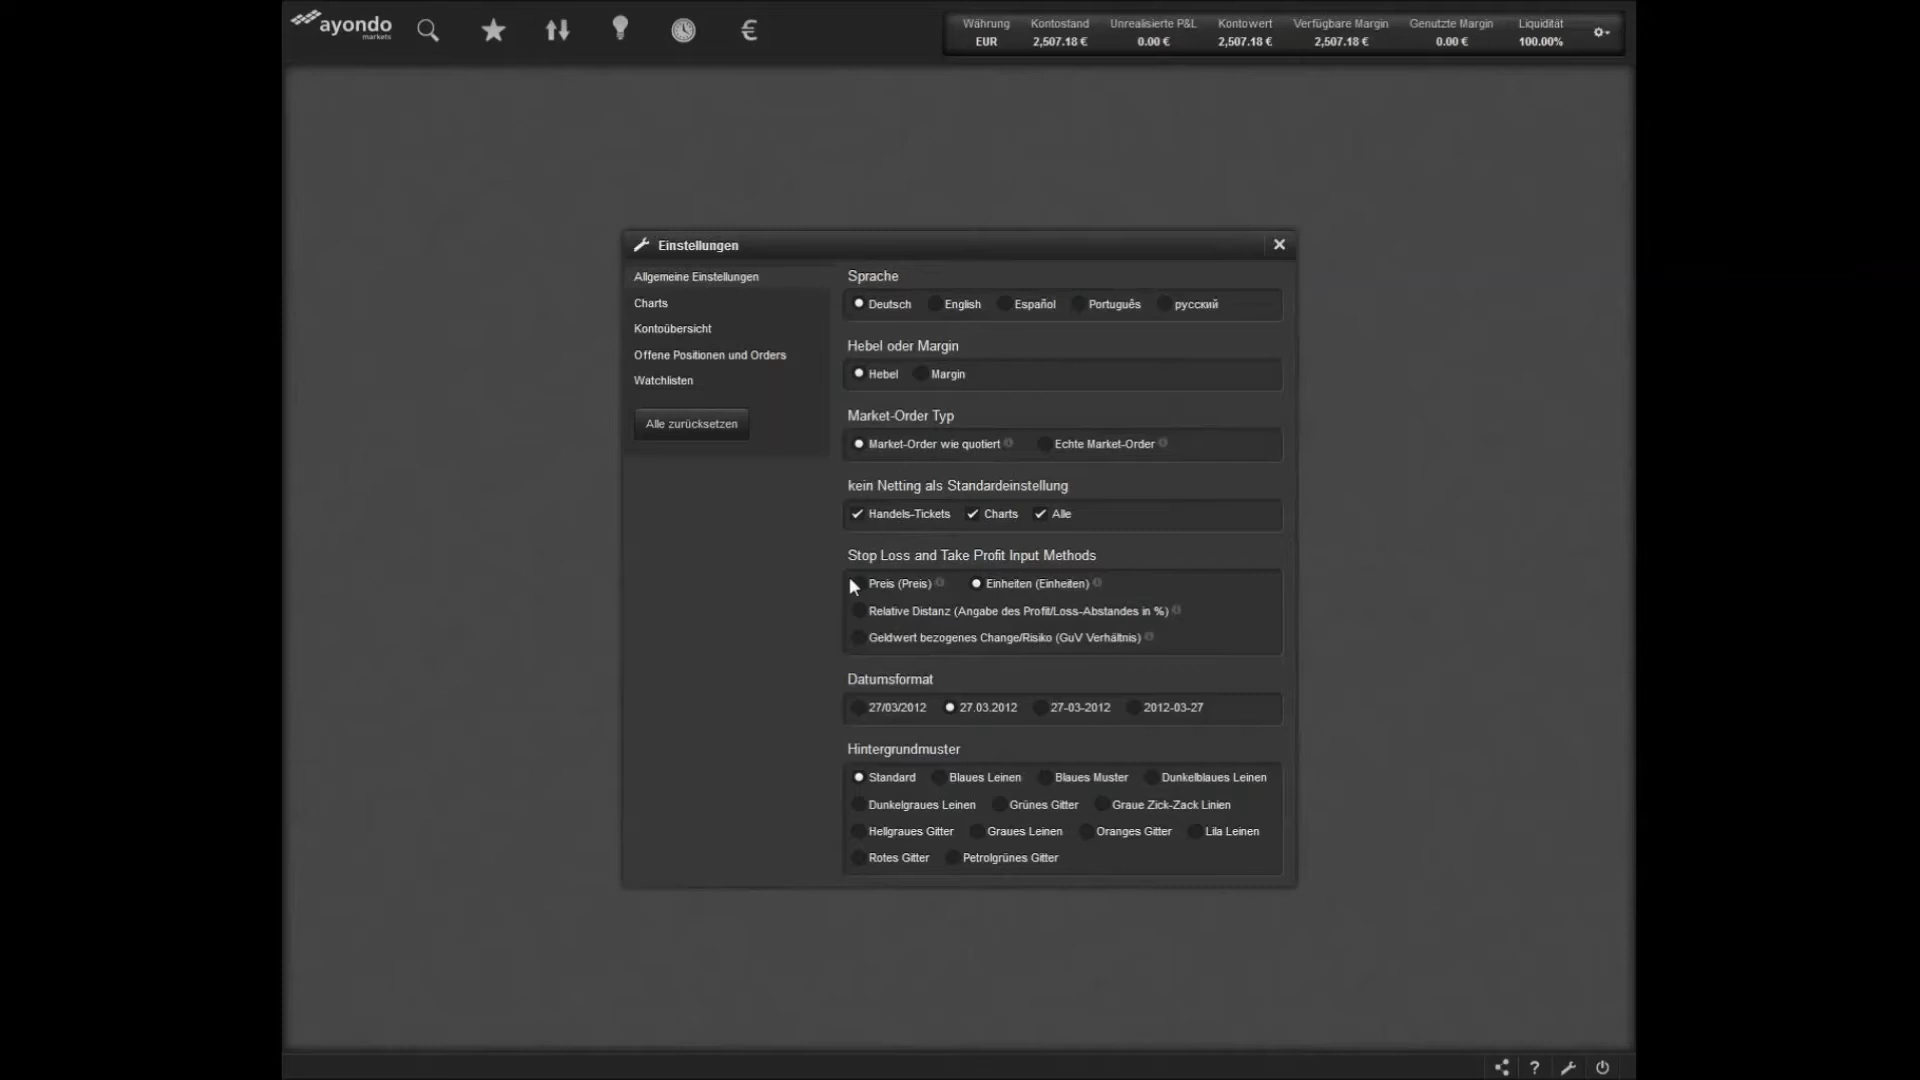 ayondo
markets
€
Währung Kontostand Unrealisierte P&L Kontowert Verfügbare Margin Genutzte Margin Liquidität
EUR 2,507.18 € 0.00 € 2,507.18 € 2,507.18 € 0.00 € 100.00%
Einstellungen
Allgemeine Einstellungen
Charts
Kontoübersicht
Offene Positionen und Orders
Watchlisten
Alle zurücksetzen
Sprache
Deutsch English Español Português русский
Hebel oder Margin
Hebel Margin
Market-Order Typ
Market-Order wie quotiert Echte Market-Order
kein Netting als Standardeinstellung
Handels-Tickets Charts Alle
Stop Loss and Take Profit Input Methods
Preis (Preis) Einheiten (Einheiten)
Relative Distanz (Angabe des Profit/Loss-Abstandes in %)
Geldwert bezogenes Change/Risiko (GuV Verhältnis)
Datumsformat
27/03/2012 27.03.2012 27-03-2012 2012-03-27
Hintergrundmuster
Standard Blaues Leinen Blaues Muster Dunkelblaues Leinen
Dunkelgraues Leinen Grünes Gitter Graue Zick-Zack Linien
Hellgraues Gitter Graues Leinen Oranges Gitter Lila Leinen
Rotes Gitter Petrolgrünes Gitter
?